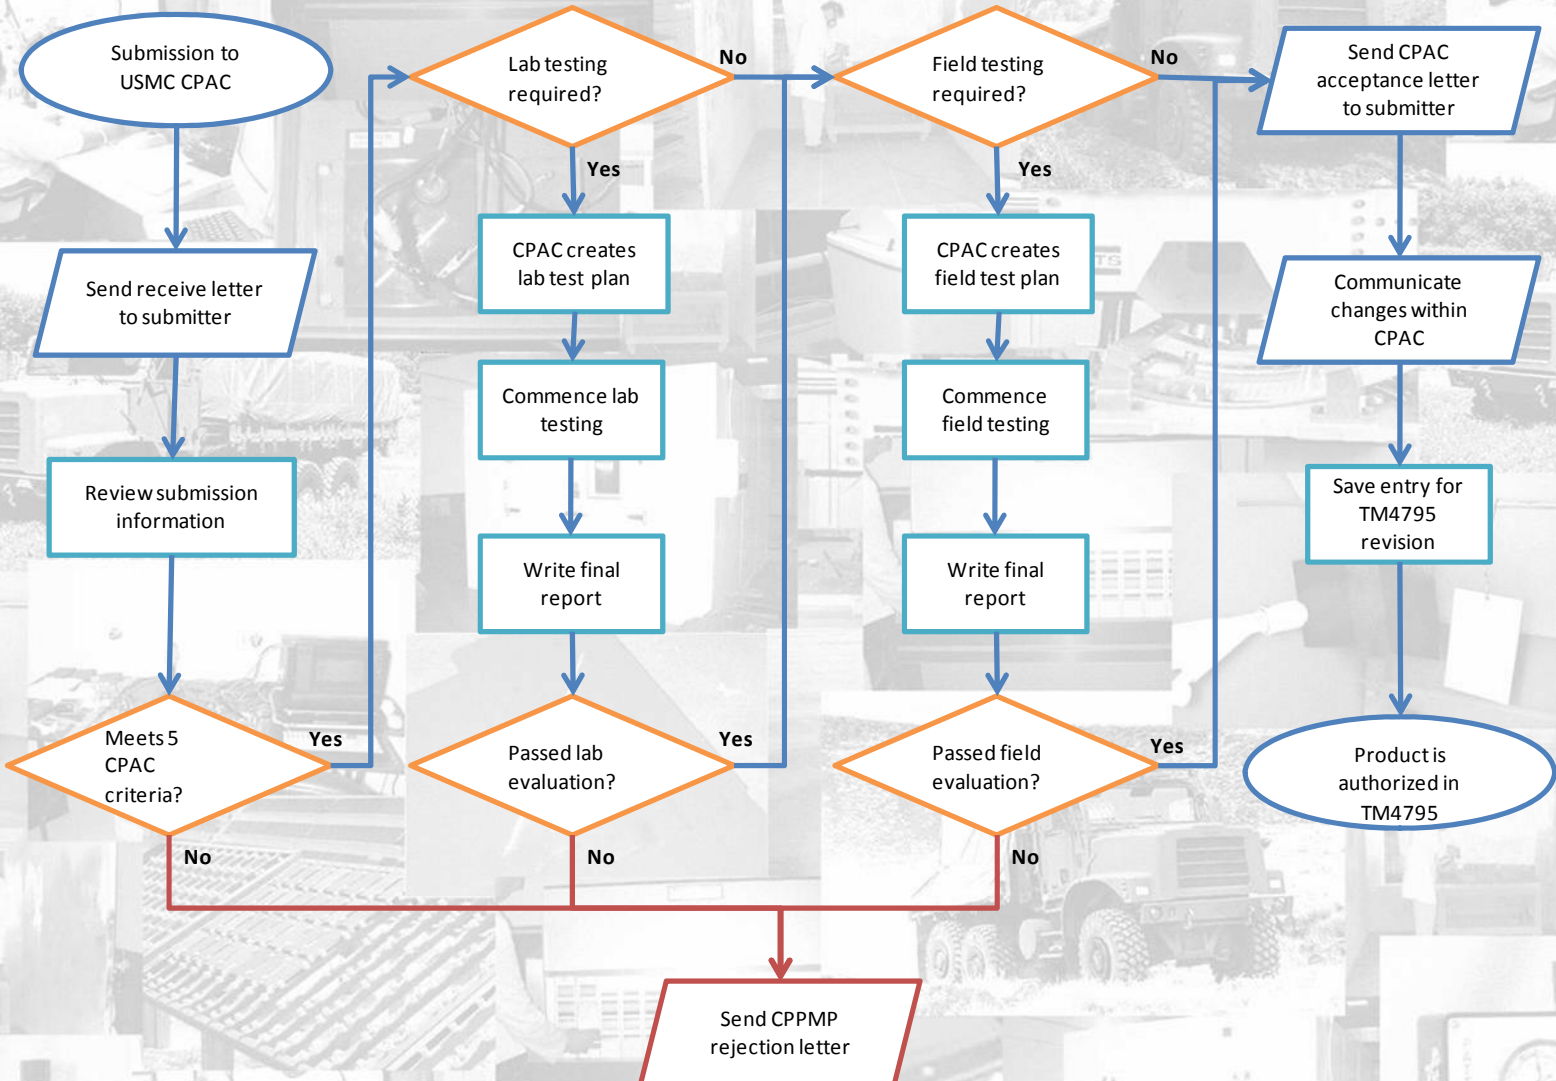 Submission to
USMC CPAC
Send receive letter
to submitter
Review submission
information
Meets 5
CPAC
criteria?
Yes
No
Lab testing
required?
No
Yes
CPAC creates
lab test plan
Commence lab
testing
Write final
report
Passed lab
evaluation?
Yes
No
Field testing
required?
No
Yes
CPAC creates
field test plan
Commence
field testing
Write final
report
Passed field
evaluation?
Yes
No
Send CPAC
acceptance letter
to submitter
Communicate
changes within
CPAC
Save entry for
TM4795
revision
Product is
authorized in
TM4795
Send CPPMP
rejection letter